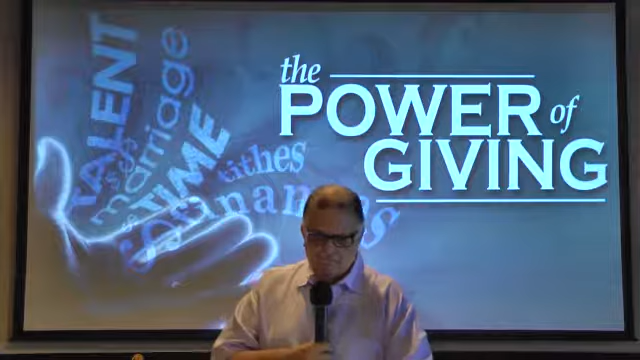 the
POWER of
GIVING
TALENT
marriage
TIME
tithes